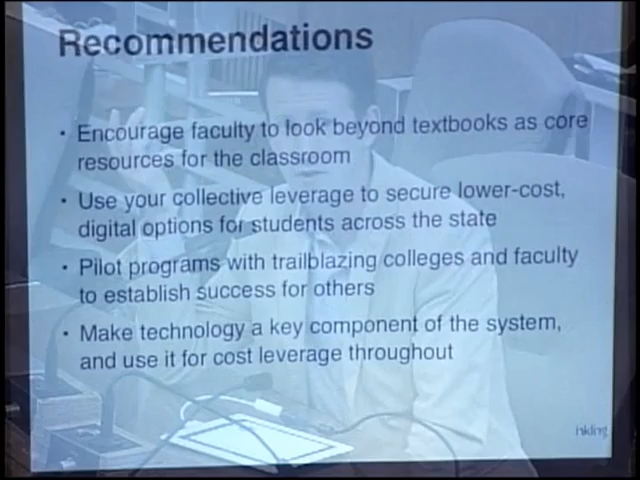 Recommendations
• Encourage faculty to look beyond textbooks as core
resources for the classroom
• Use your collective leverage to secure lower-cost,
digital options for students across the state
• Pilot programs with trailblazing colleges and faculty
to establish success for others
• Make technology a key component of the system,
and use it for cost leverage throughout
inkling